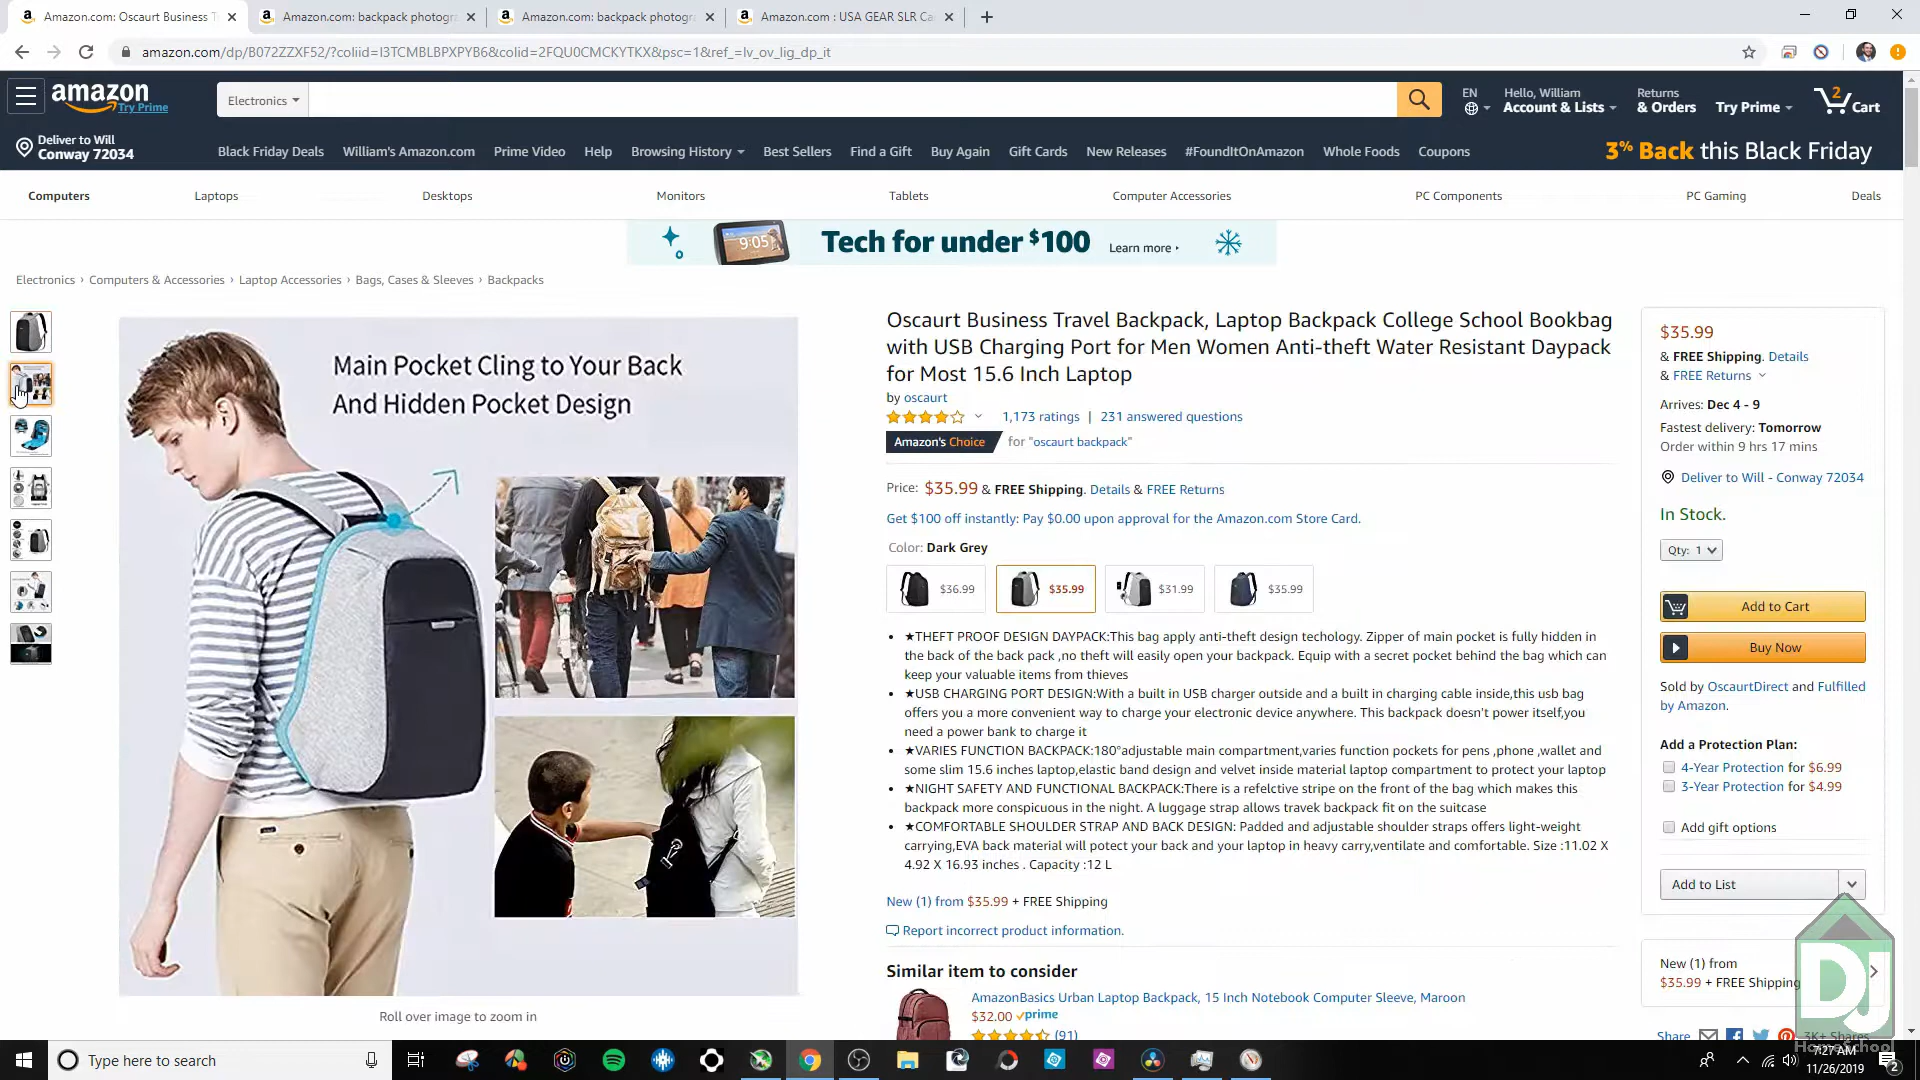 Amazon.com: Oscaurt Business T
Amazon.com: backpack photogra
Amazon.com: backpack photogra
Amazon.com : USA GEAR SLR Ca
amazon.com/dp/B072ZZXF52/?coliid=I3TCMBLBPXPYB6&colid=2FQU0CMCKYTKX&psc=1&ref_=lv_ov_lig_dp_it
amazon
Try Prime
Electronics
EN
Hello, William
Account & Lists
Returns
& Orders
Try Prime
2
Cart
Deliver to Will
Conway 72034
Black Friday Deals
William's Amazon.com
Prime Video
Help
Browsing History
Best Sellers
Find a Gift
Buy Again
Gift Cards
New Releases
#FoundItOnAmazon
Whole Foods
Coupons
3% Back this Black Friday
Computers
Laptops
Desktops
Monitors
Tablets
Computer Accessories
PC Components
PC Gaming
Deals
9:05
Tech for under $100
Learn more
Electronics › Computers & Accessories › Laptop Accessories › Bags, Cases & Sleeves › Backpacks
Main Pocket Cling to Your Back
And Hidden Pocket Design
Roll over image to zoom in
Oscaurt Business Travel Backpack, Laptop Backpack College School Bookbag
with USB Charging Port for Men Women Anti-theft Water Resistant Daypack
for Most 15.6 Inch Laptop
by oscaurt
1,173 ratings | 231 answered questions
Amazon's Choice for "oscaurt backpack"
Price: $35.99 & FREE Shipping. Details & FREE Returns
Get $100 off instantly: Pay $0.00 upon approval for the Amazon.com Store Card.
Color: Dark Grey
$36.99
$35.99
$31.99
$35.99
• ★THEFT PROOF DESIGN DAYPACK:This bag apply anti-theft design techology. Zipper of main pocket is fully hidden in
the back of the back pack ,no theft will easily open your backpack. Equip with a secret pocket behind the bag which can
keep your valuable items from thieves
• ★USB CHARGING PORT DESIGN:With a built in USB charger outside and a built in charging cable inside,this usb bag
offers you a more convenient way to charge your electronic device anywhere. This backpack doesn't power itself,you
need a power bank to charge it
• ★VARIES FUNCTION BACKPACK:180°adjustable main compartment,varies function pockets for pens ,phone ,wallet and
some slim 15.6 inches laptop,elastic band design and velvet inside material laptop compartment to protect your laptop
• ★NIGHT SAFETY AND FUNCTIONAL BACKPACK:There is a refelctive stripe on the front of the bag which makes this
backpack more conspicuous in the night. A luggage strap allows travek backpack fit on the suitcase
• ★COMFORTABLE SHOULDER STRAP AND BACK DESIGN: Padded and adjustable shoulder straps offers light-weight
carrying,EVA back material will potect your back and your laptop in heavy carry,ventilate and comfortable. Size :11.02 X
4.92 X 16.93 inches . Capacity :12 L
New (1) from $35.99 + FREE Shipping
Report incorrect product information.
Similar item to consider
AmazonBasics Urban Laptop Backpack, 15 Inch Notebook Computer Sleeve, Maroon
$32.00 prime
(91)
$35.99
& FREE Shipping. Details
& FREE Returns
Arrives: Dec 4 - 9
Fastest delivery: Tomorrow
Order within 9 hrs 17 mins
Deliver to Will - Conway 72034
In Stock.
Qty: 1
Add to Cart
Buy Now
Sold by OscaurtDirect and Fulfilled
by Amazon.
Add a Protection Plan:
4-Year Protection for $6.99
3-Year Protection for $4.99
Add gift options
Add to List
New (1) from
$35.99 + FREE Shipping
Share
3K+ Shares
DJ
HomeSchool
Type here to search
7:27 AM
11/26/2019
2